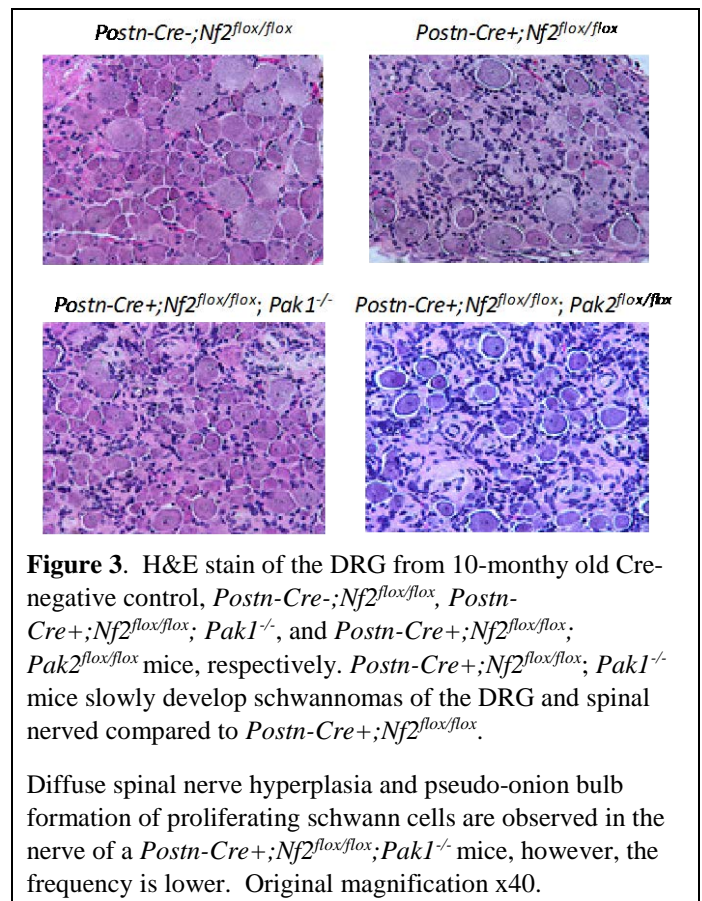 Postn-Cre-;Nf2flox/flox Postn-Cre+;Nf2flox/flox
Postn-Cre+;Nf2flox/flox; Pak1-/- Postn-Cre+;Nf2flox/flox; Pak2flox/flox
Figure 3. H&E stain of the DRG from 10-monthy old Cre-
negative control, Postn-Cre-;Nf2flox/flox, Postn-
Cre+;Nf2flox/flox; Pak1-/-, and Postn-Cre+;Nf2flox/flox;
Pak2flox/flox mice, respectively. Postn-Cre+;Nf2flox/flox; Pak1-/-
mice slowly develop schwannomas of the DRG and spinal
nerved compared to Postn-Cre+;Nf2flox/flox.
Diffuse spinal nerve hyperplasia and pseudo-onion bulb
formation of proliferating schwann cells are observed in the
nerve of a Postn-Cre+;Nf2flox/flox;Pak1-/- mice, however, the
frequency is lower. Original magnification x40.